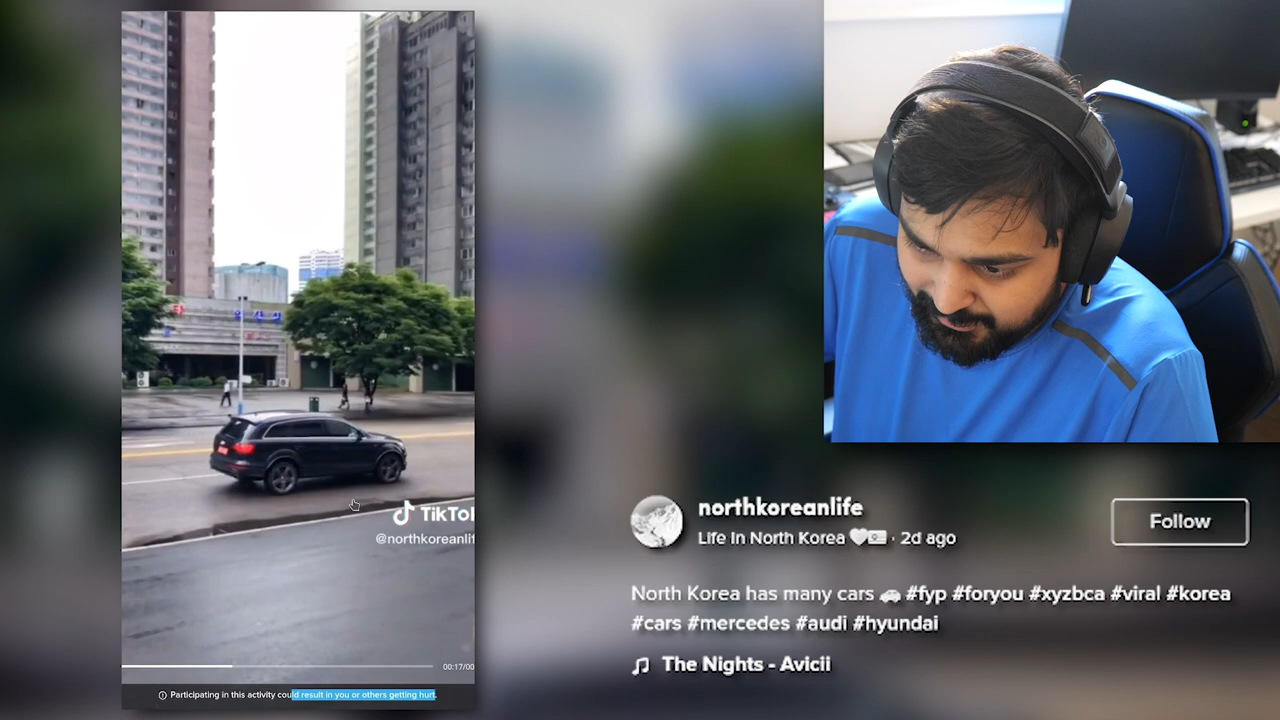 TikTok
@northkoreanlif
00:17/00
Participating in this activity could result in you or others getting hurt.
northkoreanlife
Life In North Korea 🤍🇰🇵 · 2d ago
Follow
North Korea has many cars 🚗 #fyp #foryou #xyzbca #viral #korea
#cars #mercedes #audi #hyundai
The Nights - Avicii